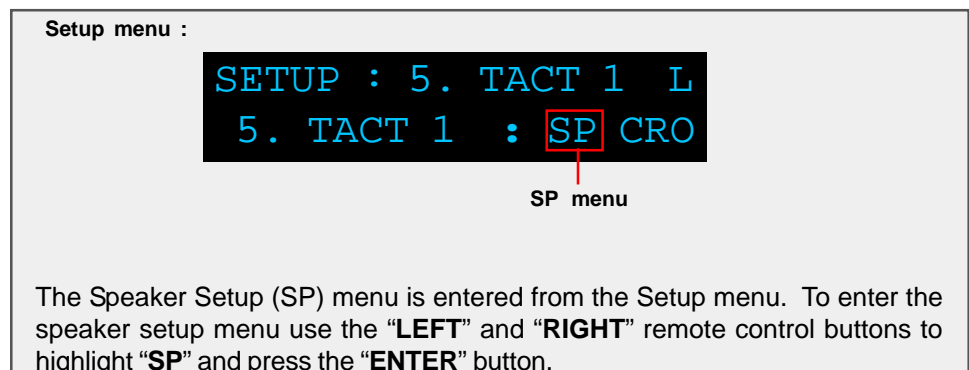 Setup menu :
SETUP : 5. TACT 1 L
5. TACT 1 : SP CRO
SP menu
The Speaker Setup (SP) menu is entered from the Setup menu. To enter the
speaker setup menu use the “LEFT” and “RIGHT” remote control buttons to
highlight “SP” and press the “ENTER” button.